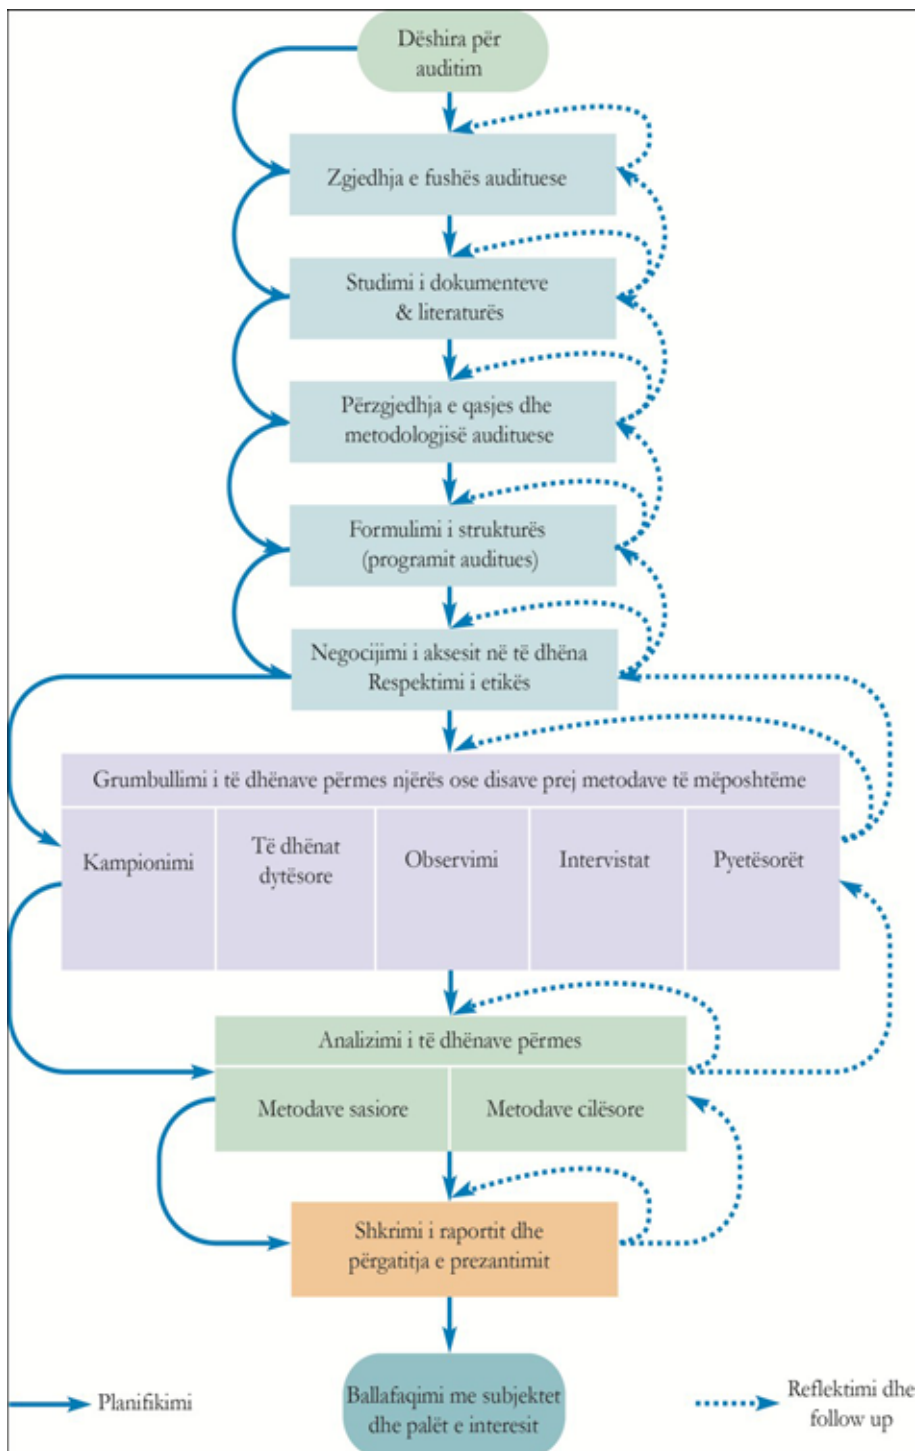 Dëshira për
auditim
Zgjedhja e fushës audituese
Studimi i dokumenteve
& literaturës
Përzgjedhja e qasjes dhe
metodologjisë audituese
Formulimi i strukturës
(programit auditues)
Negocijimi i aksesit në të dhëna
Respektimi i etikës
Grumbullimi i të dhënave përmes njërës ose disave prej metodave të mëposhtëme
Kampionimi
Të dhënat
dytësore
Observimi
Intervistat
Pyetësorët
Analizimi i të dhënave përmes
Metodave sasiore
Metodave cilësore
Shkrimi i raportit dhe
përgatitja e prezantimit
Ballafaqimi me subjektet
dhe palët e interesit
Planifikimi
Reflektimi dhe
follow up